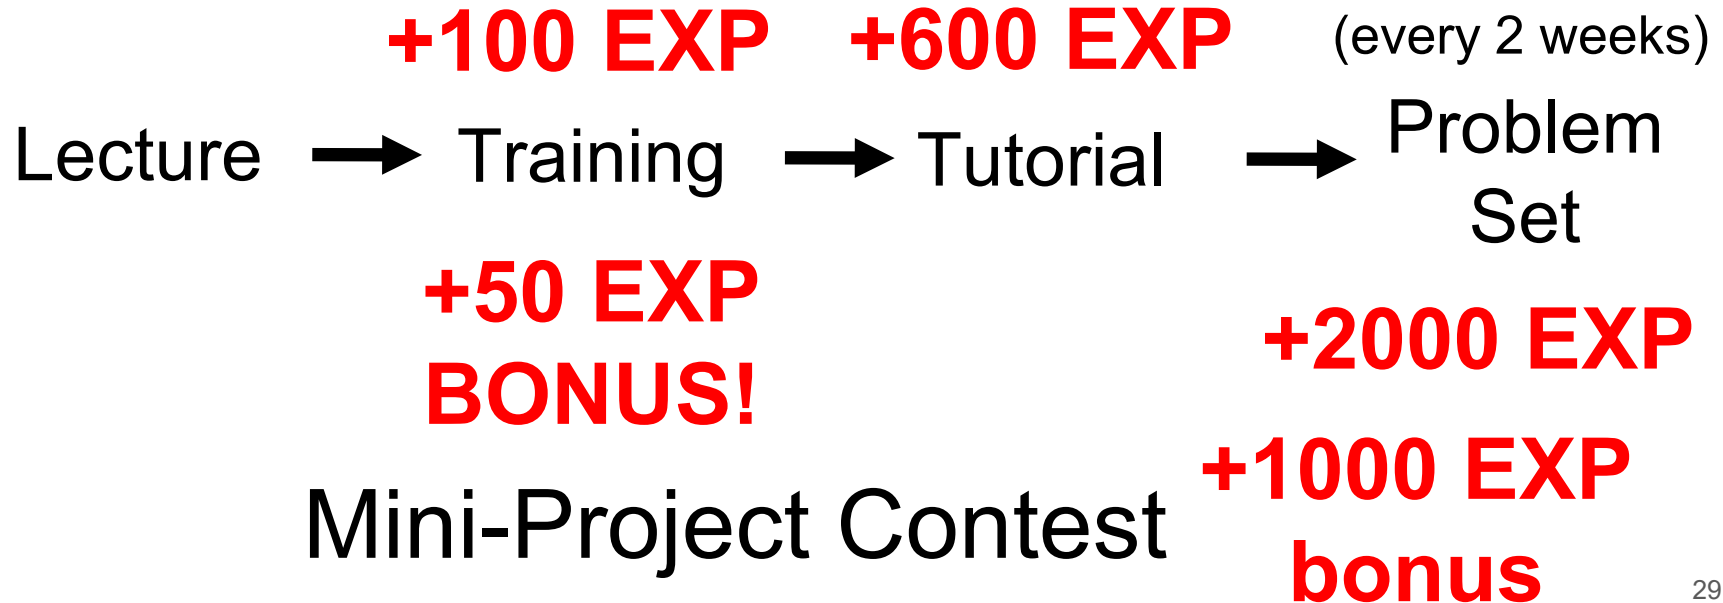 +100 EXP
+600 EXP
(every 2 weeks)
Lecture
Training
Tutorial
Problem
Set
+50 EXP
BONUS!
+2000 EXP
Mini-Project Contest
+1000 EXP
bonus
29